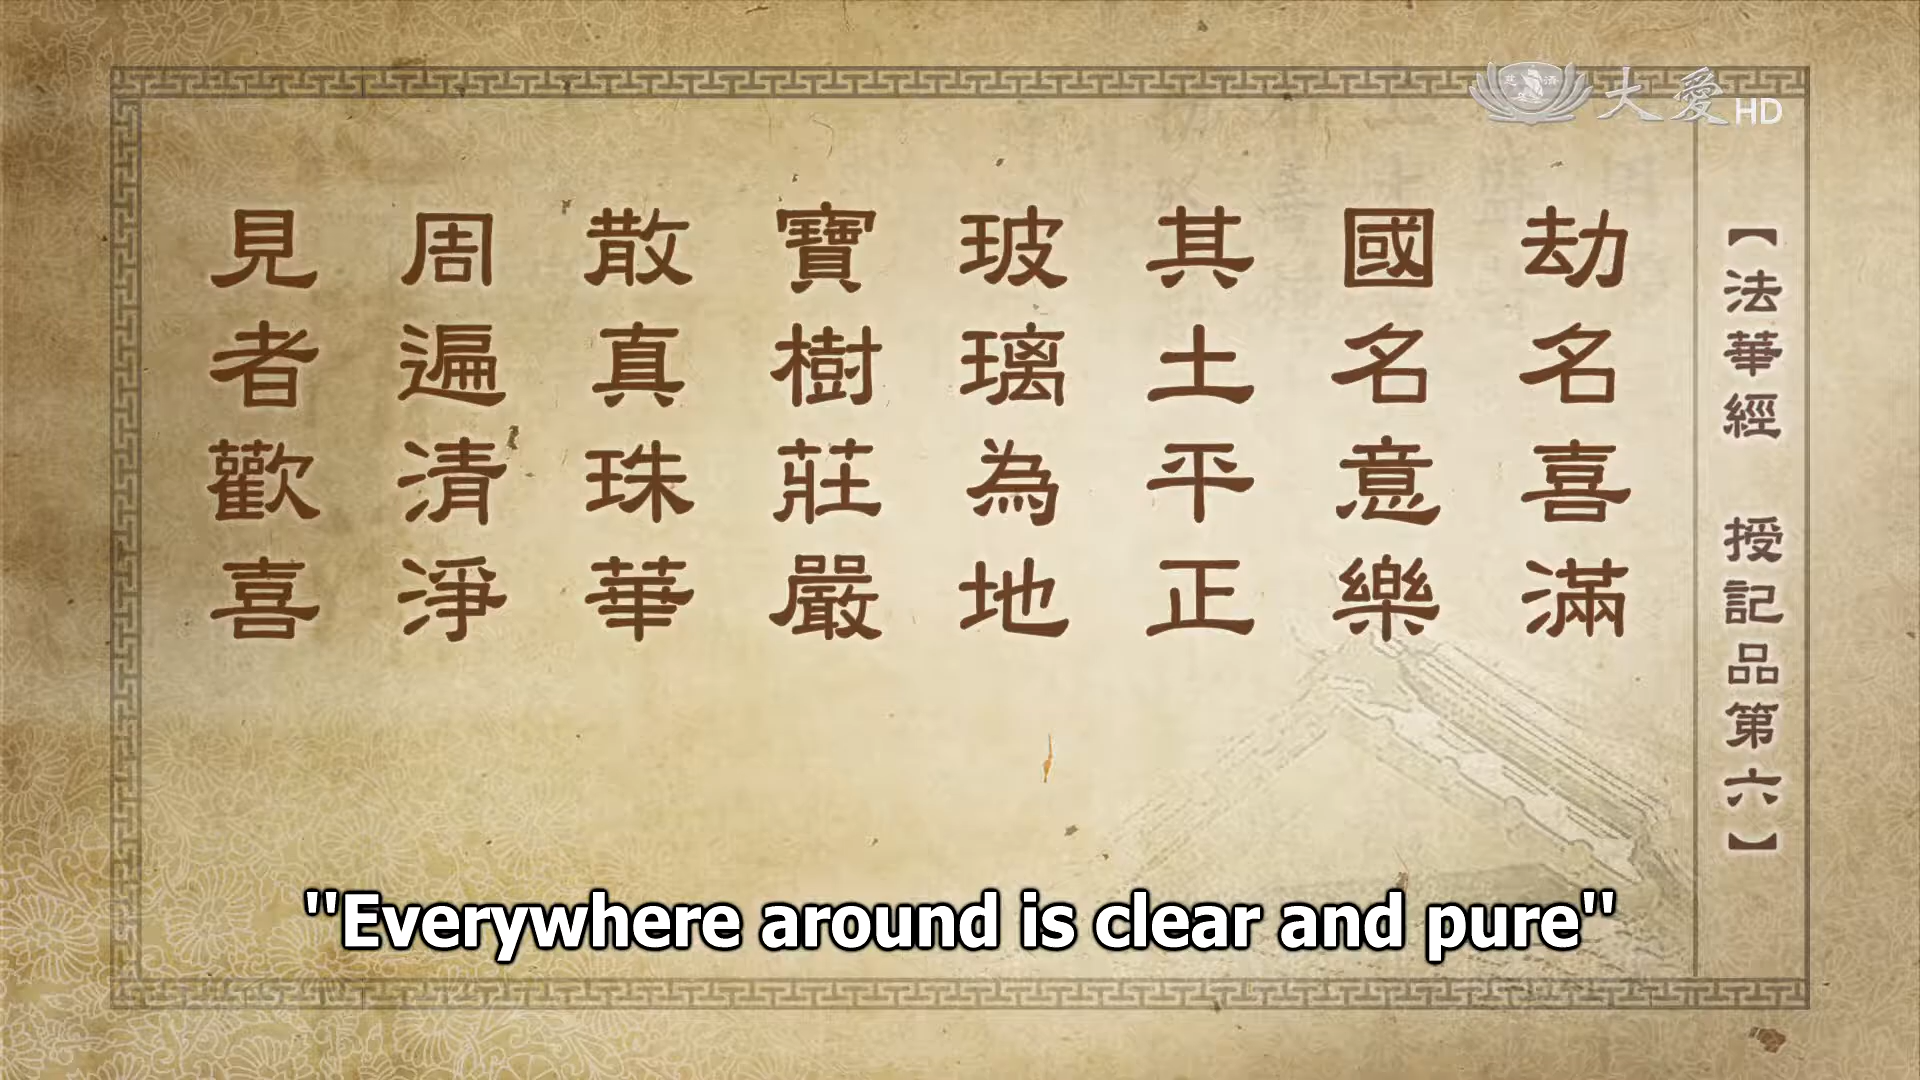 大愛HD
慈濟
【法華經 授記品第六】
劫名喜滿
國名意樂
其土平正
玻璃為地
寶樹莊嚴
散真珠華
周遍清淨
見者歡喜
"Everywhere around is clear and pure"